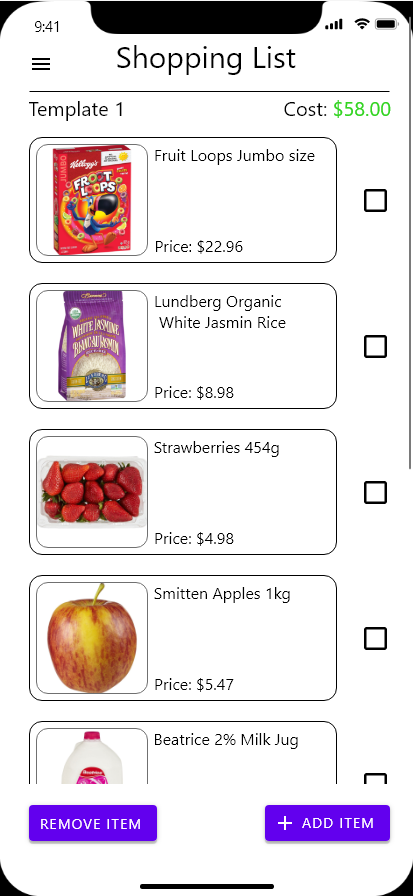 9:41
Shopping List
Template 1
Cost: $58.00
JUMBO
Kellogg's
FROOT
LOOPS
Fruit Loops Jumbo size
Price: $22.96
WHITE JASMINE
Lundberg Organic
White Jasmin Rice
Price: $8.98
Strawberries 454g
Price: $4.98
Smitten Apples 1kg
Price: $5.47
Beatrice 2% Milk Jug
REMOVE ITEM
+ ADD ITEM